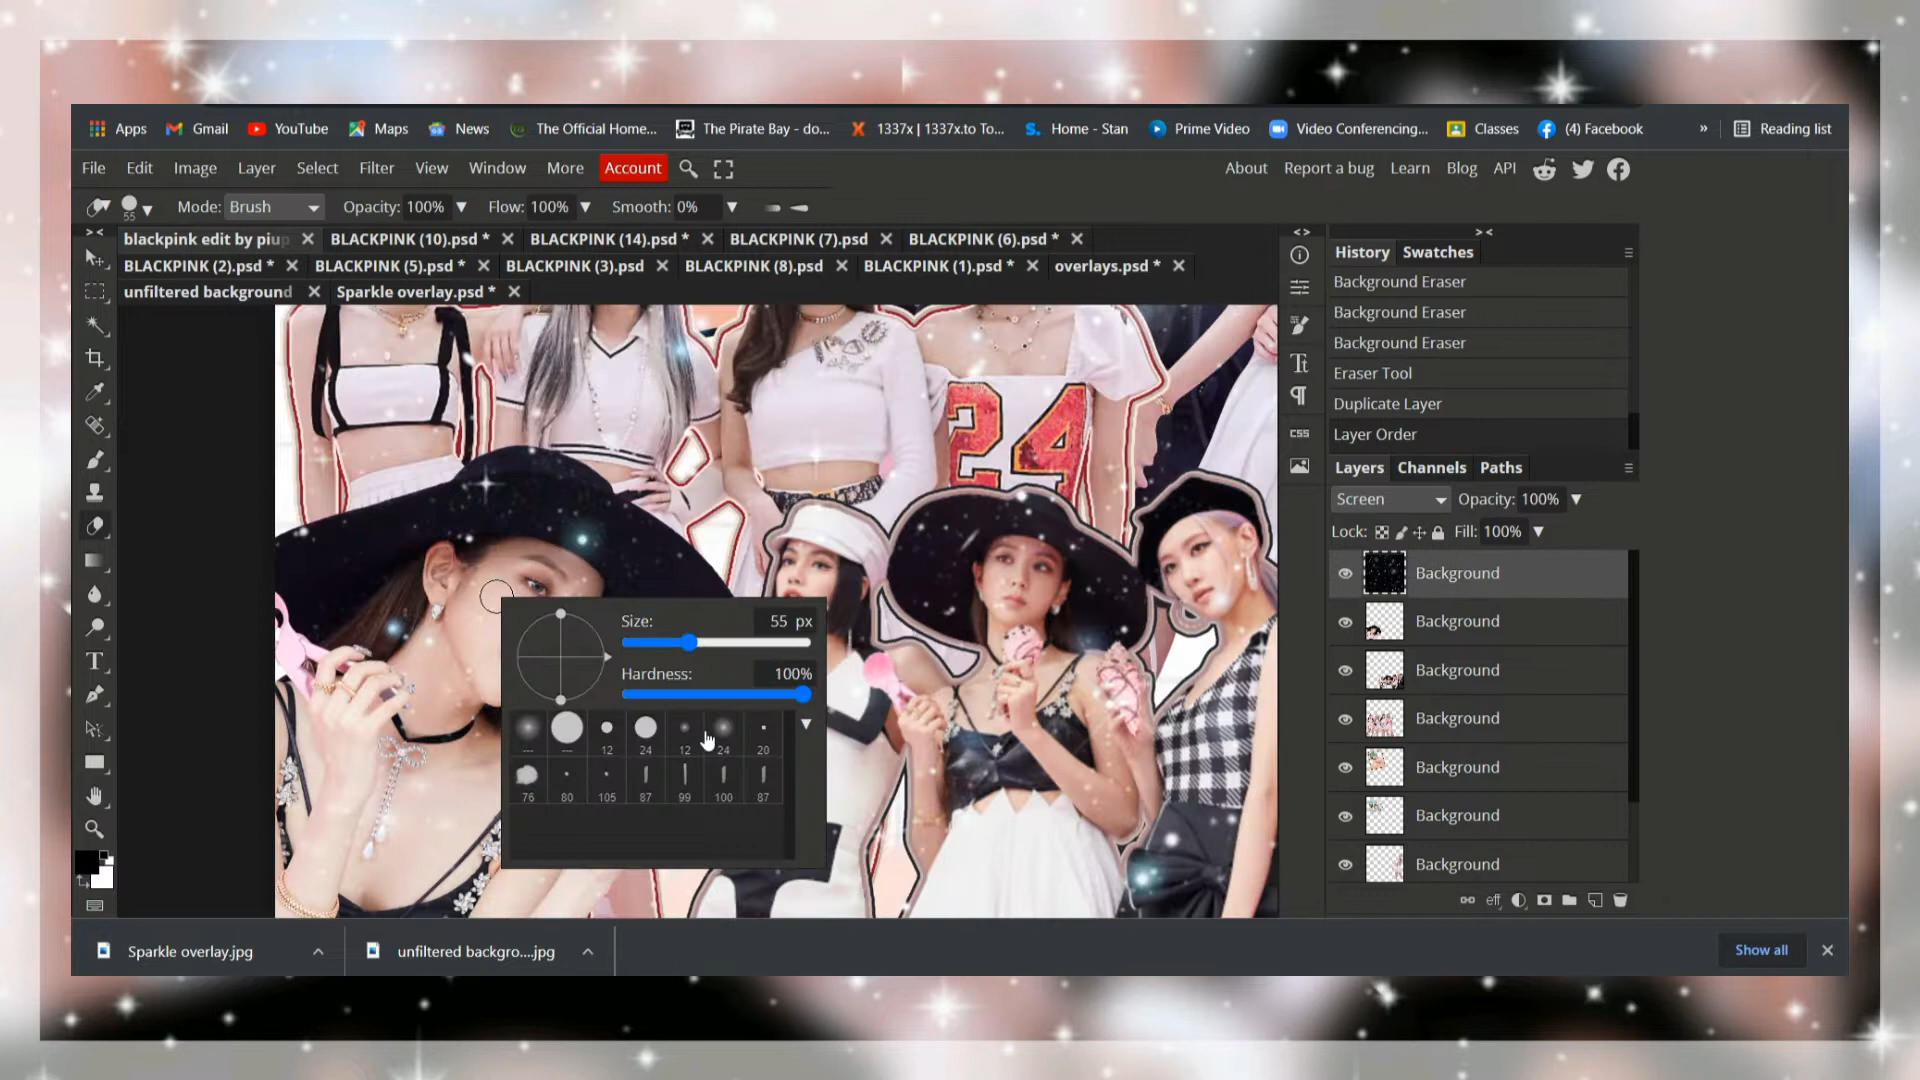 Apps Gmail YouTube Maps News The Official Home... The Pirate Bay - do... 1337x | 1337x.to To... Home - Stan Prime Video Video Conferencing... Classes (4) Facebook » Reading list
File Edit Image Layer Select Filter View Window More Account About Report a bug Learn Blog API
55 Mode: Brush Opacity: 100% Flow: 100% Smooth: 0%
blackpink edit by piup BLACKPINK (10).psd * BLACKPINK (14).psd * BLACKPINK (7).psd BLACKPINK (6).psd *
BLACKPINK (2).psd * BLACKPINK (5).psd * BLACKPINK (3).psd BLACKPINK (8).psd BLACKPINK (1).psd * overlays.psd *
unfiltered background Sparkle overlay.psd *
History Swatches
Background Eraser
Background Eraser
Background Eraser
Eraser Tool
Duplicate Layer
Layer Order
CSS
Layers Channels Paths
Screen Opacity: 100%
Lock: Fill: 100%
Background
Background
Background
Background
Background
Background
Background
eff
24
Size: 55 px
Hardness: 100%
--- --- 12 24 12 24 20
76 80 105 87 99 100 87
Sparkle overlay.jpg unfiltered backgro....jpg Show all